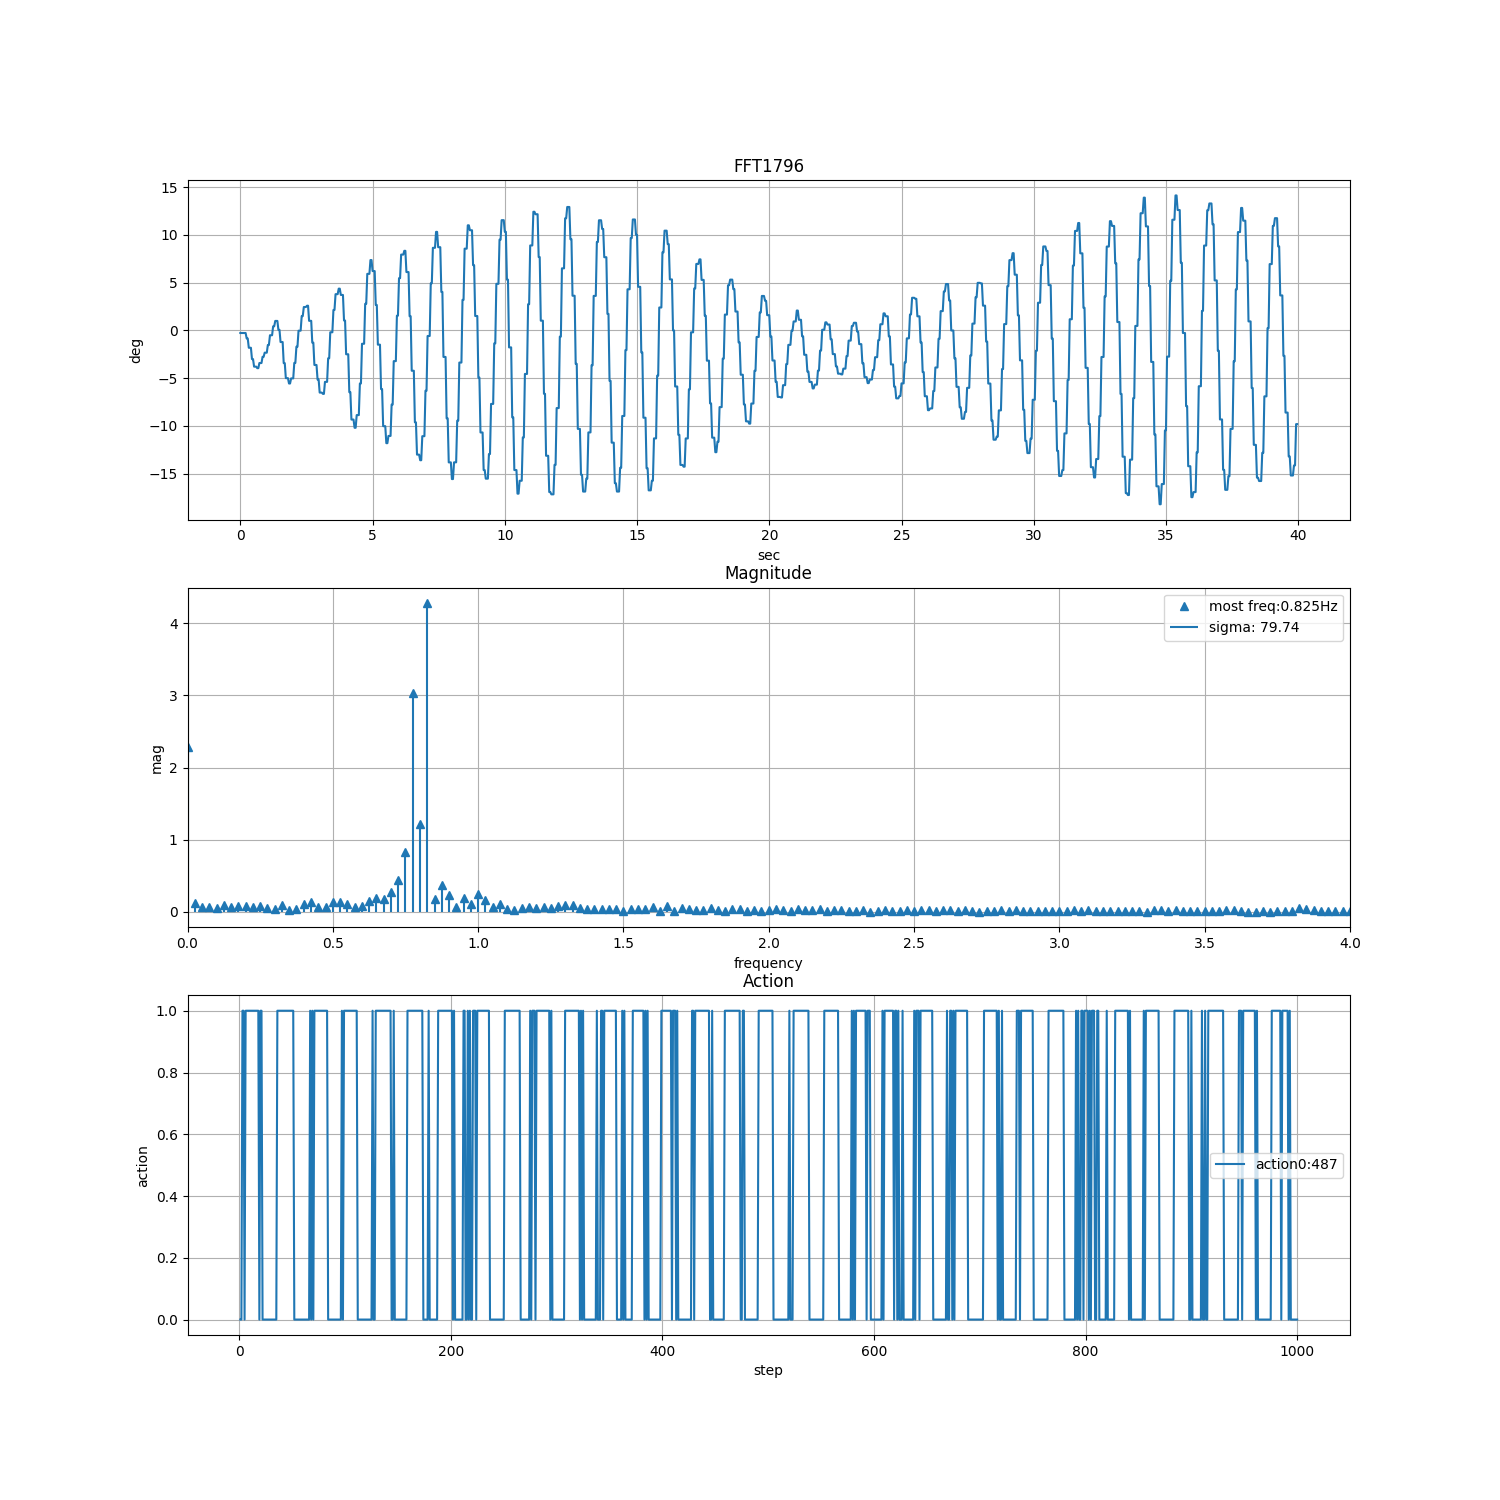 FFT1796
15
10
5
0
−5
−10
−15
deg
0 5 10 15 20 25 30 35 40
sec
Magnitude
most freq:0.825Hz
sigma: 79.74
4
3
2
1
0
mag
0.0 0.5 1.0 1.5 2.0 2.5 3.0 3.5 4.0
frequency
Action
1.0
0.8
0.6
0.4
0.2
0.0
action
action0:487
0 200 400 600 800 1000
step